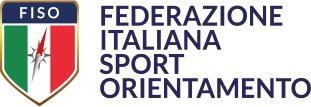 FISO
FEDERAZIONE
ITALIANA
SPORT
ORIENTAMENTO